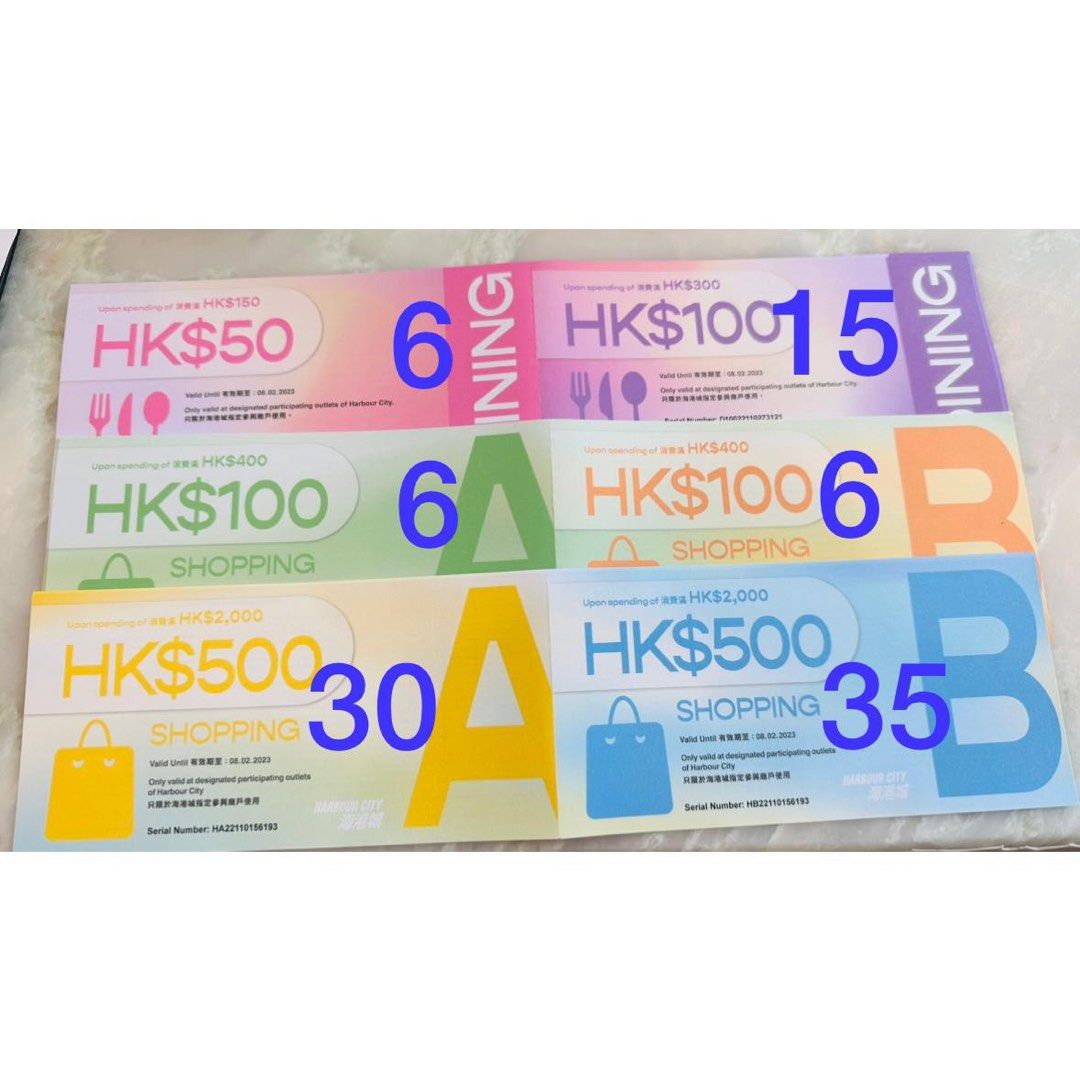 Upon spending of 消費滿 HK$150
HK$50
6
DINING
Valid Until 有效期至：08.02.2023
Only valid at designated participating outlets of Harbour City.
只限於海港城指定參與商戶使用。
Upon spending of 消費滿 HK$300
HK$100
15
DINING
Valid Until 有效期至：08.02.2023
Only valid at designated participating outlets of Harbour City.
只限於海港城指定參與商戶使用。
Serial Number: D10022110273121
Upon spending of 消費滿 HK$400
HK$100
6
A
SHOPPING
Upon spending of 消費滿 HK$400
HK$100
6
B
SHOPPING
Upon spending of 消費滿 HK$2,000
HK$500
30
A
SHOPPING
Valid Until 有效期至：08.02.2023
Only valid at designated participating outlets
of Harbour City
只限於海港城指定參與商戶使用
HARBOUR CITY
海港城
Serial Number: HA22110156193
Upon spending of 消費滿 HK$2,000
HK$500
35
B
SHOPPING
Valid Until 有效期至：08.02.2023
Only valid at designated participating outlets
of Harbour City
只限於海港城指定參與商戶使用
HARBOUR CITY
海港城
Serial Number: HB22110156193